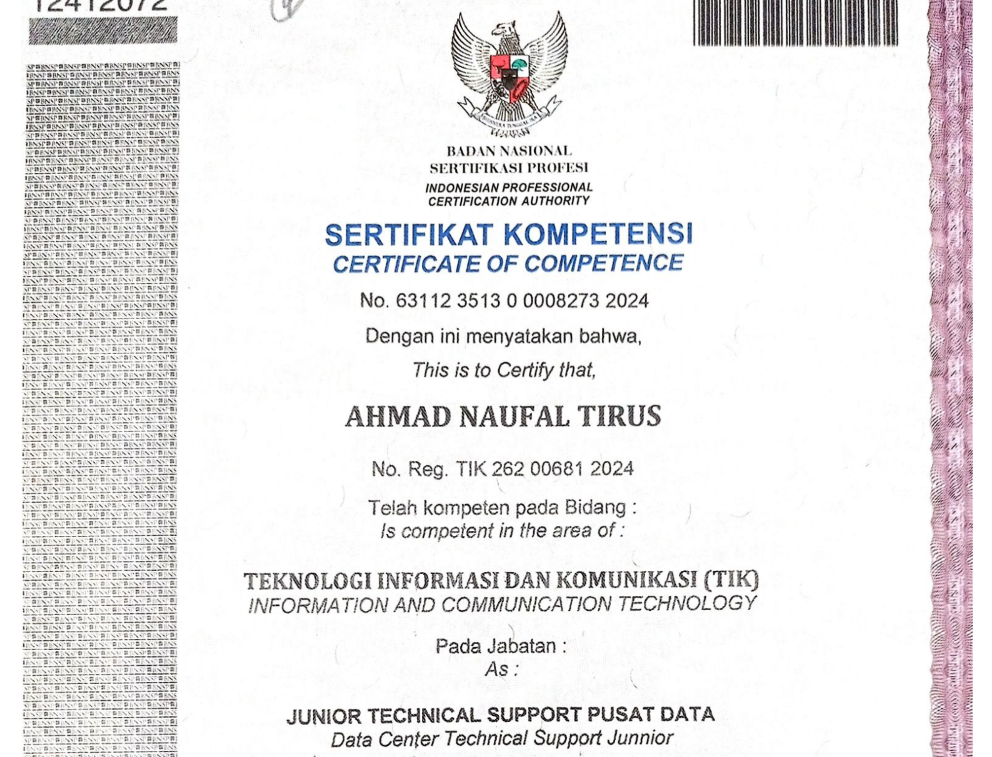 12412072
BADAN NASIONAL
SERTIFIKASI PROFESI
INDONESIAN PROFESSIONAL
CERTIFICATION AUTHORITY
SERTIFIKAT KOMPETENSI
CERTIFICATE OF COMPETENCE
No. 63112 3513 0 0008273 2024
Dengan ini menyatakan bahwa,
This is to Certify that,
AHMAD NAUFAL TIRUS
No. Reg. TIK 262 00681 2024
Telah kompeten pada Bidang :
Is competent in the area of :
TEKNOLOGI INFORMASI DAN KOMUNIKASI (TIK)
INFORMATION AND COMMUNICATION TECHNOLOGY
Pada Jabatan :
As :
JUNIOR TECHNICAL SUPPORT PUSAT DATA
Data Center Technical Support Junnior